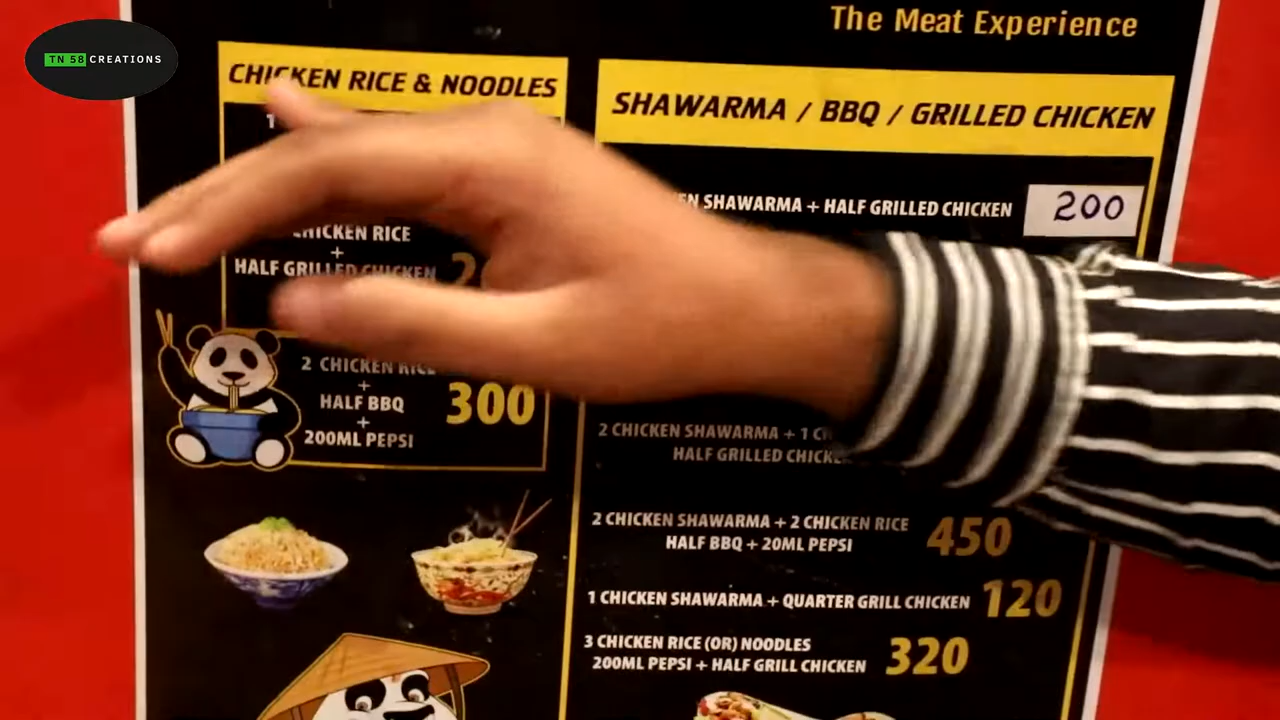 TN 58 CREATIONS
The Meat Experience
CHICKEN RICE & NOODLES
1
RICE
+
HALF GRILLED CHICKEN
2 CHICKEN
+
HALF BBQ
+
200ML PEPSI
300
SHAWARMA / BBQ / GRILLED CHICKEN
SHAWARMA + HALF GRILLED CHICKEN 200
2 CHICKEN SHAWARMA + 1
HALF GRILLED
2 CHICKEN SHAWARMA + 2 CHICKEN RICE
HALF BBQ + 20ML PEPSI 450
1 CHICKEN SHAWARMA + QUARTER GRILL CHICKEN 120
3 CHICKEN RICE (OR) NOODLES
200ML PEPSI + HALF GRILL CHICKEN 320